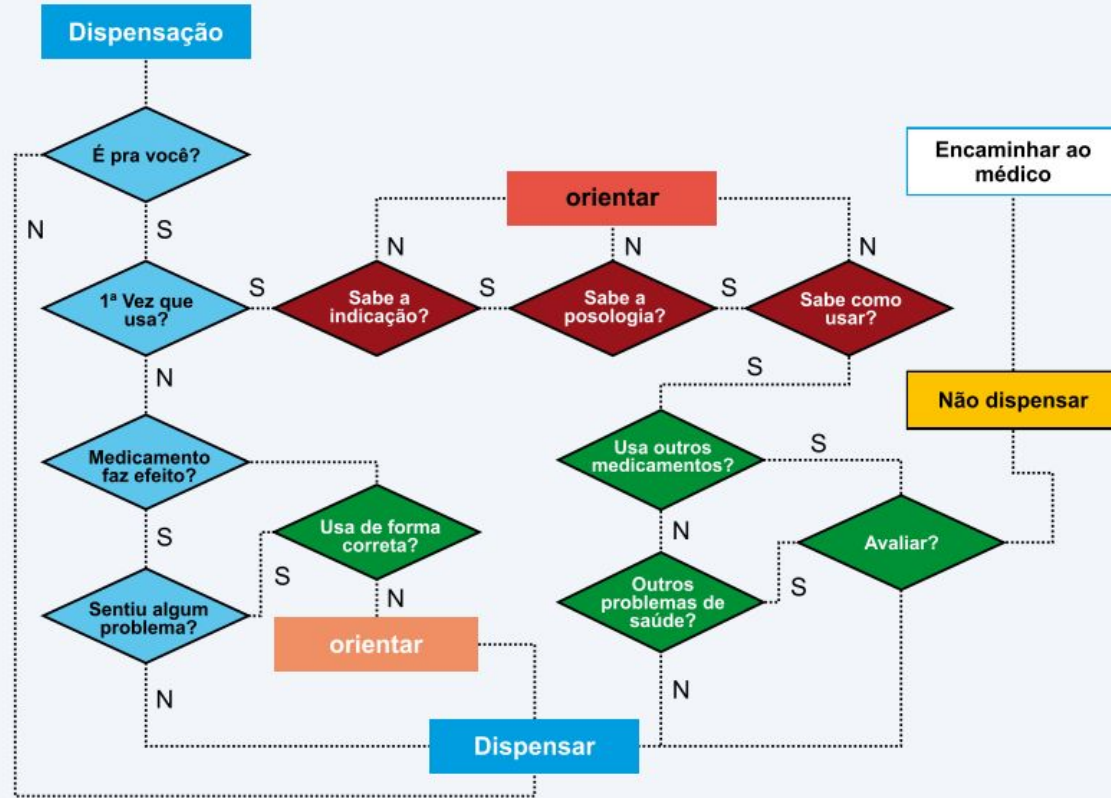 Dispensação
É pra você?
N
S
1ª Vez que
usa?
S
N
orientar
N
N
N
Sabe a
indicação?
S
Sabe a
posologia?
S
Sabe como
usar?
S
Encaminhar ao
médico
Não dispensar
Medicamento
faz efeito?
S
Usa de forma
correta?
S
N
Sentiu algum
problema?
N
orientar
Usa outros
medicamentos?
S
N
Avaliar?
Outros
problemas de
saúde?
S
N
Dispensar